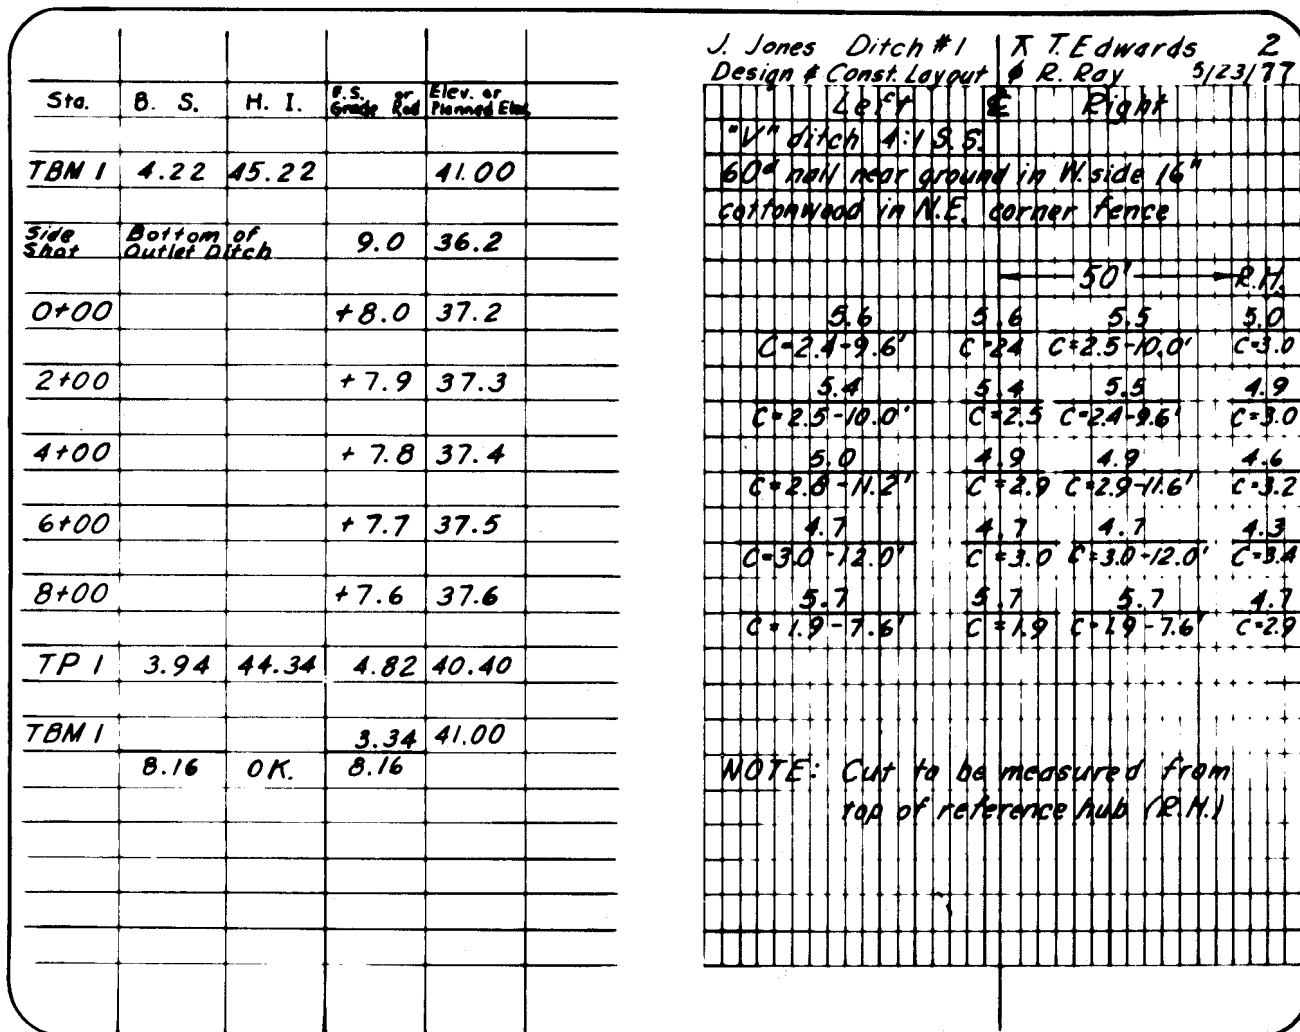 J. Jones Ditch #1 ⊼ T. Edwards 2
Design & Const. Layout ϕ R. Ray 5/23/77
Sta. B. S. H. I. F.S. or Grade Rod Elev. or Planned Elev.
Left ℄ Right
"V" ditch 4:1 S.S.
TBM 1 4.22 45.22 41.00
60d nail near ground in W. side 16"
cottonwood in N.E. corner fence
Side Shot Bottom of Outlet Ditch 9.0 36.2
50' R.H.
0+00 +8.0 37.2 5.6 5.6 5.5 5.0
C=2.4-9.6' C=2.4 C=2.5-10.0' C=3.0
2+00 +7.9 37.3 5.4 5.4 5.5 4.9
C=2.5-10.0' C=2.5 C=2.4-9.6' C=3.0
4+00 +7.8 37.4 5.0 4.9 4.9 4.6
C=2.8-11.2' C=2.9 C=2.9-11.6' C=3.2
6+00 +7.7 37.5 4.7 4.7 4.7 4.3
C=3.0-12.0' C=3.0 C=3.0-12.0' C=3.4
8+00 +7.6 37.6 5.7 5.7 5.7 4.7
C=1.9-7.6' C=1.9 C=1.9-7.6' C=2.9
TP 1 3.94 44.34 4.82 40.40
TBM 1 3.34 41.00
8.16 OK. 8.16
NOTE: Cut to be measured from
top of reference hub (R.H.)